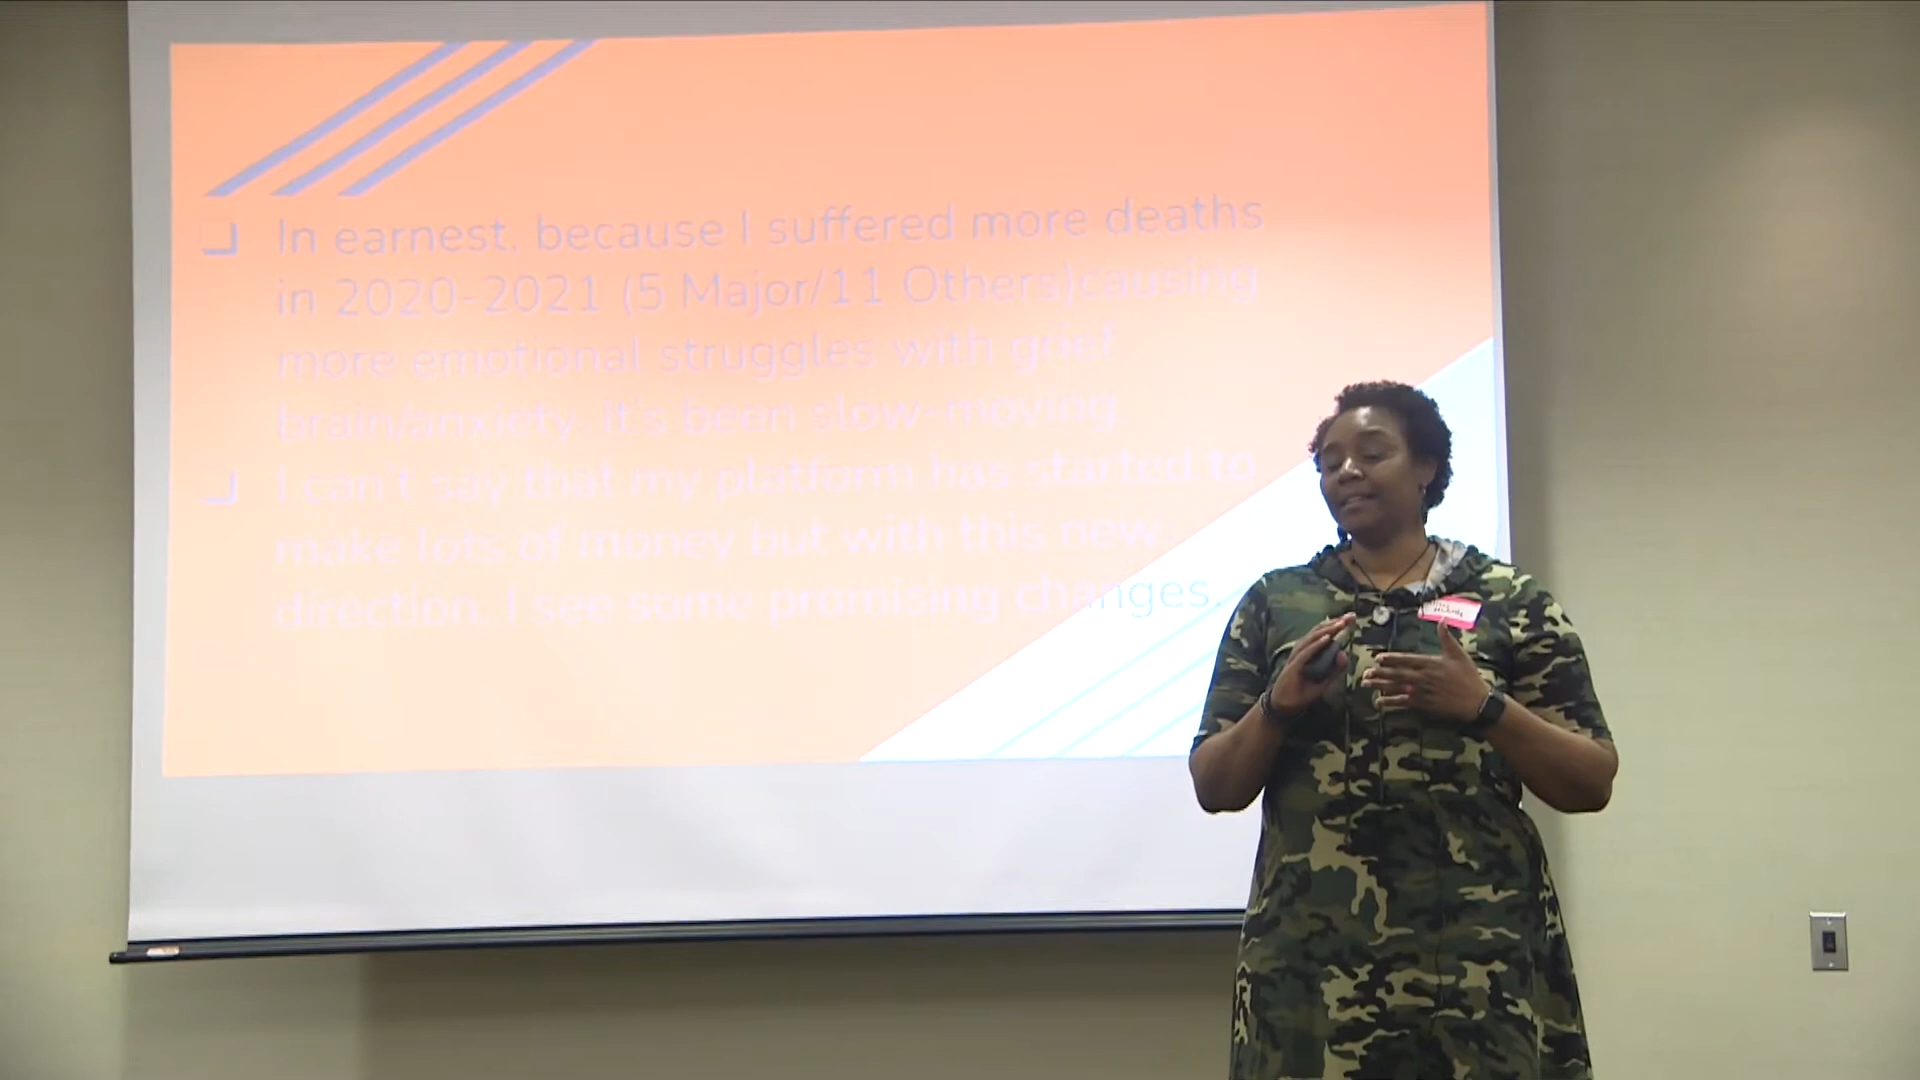 In earnest, because I suffered more deaths
in 2020-2021 (5 Major/11 Others)causing
more emotional struggles with grief
brain/anxiety, it's been slow-moving.
I can't say that my platform has started to
make lots of money but with this new
direction, I see some promising changes.